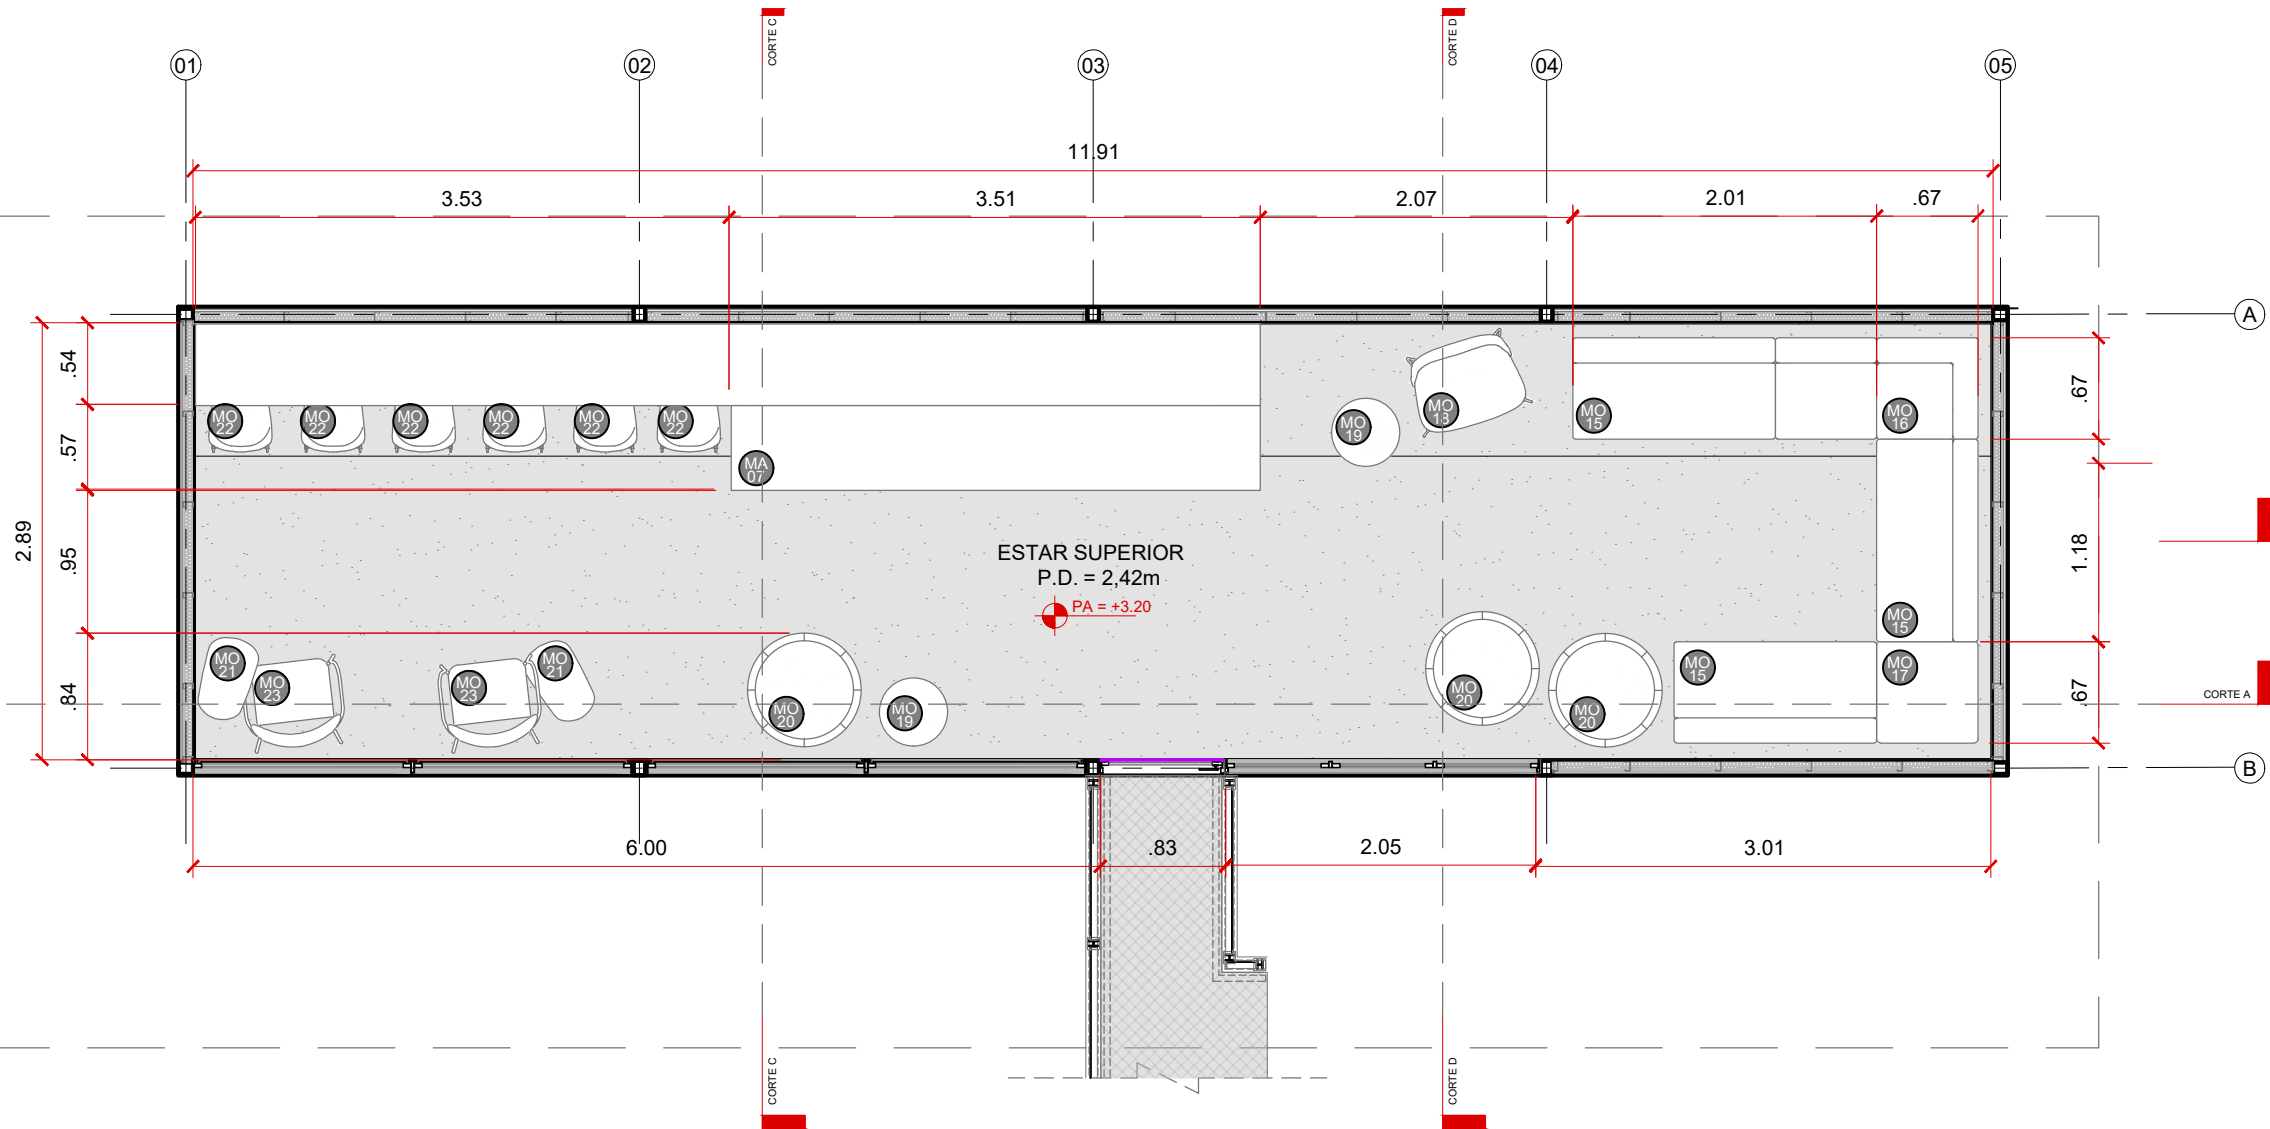 CORTE C
CORTE D
01
02
03
04
05
11.91
3.53
3.51
2.07
2.01
.67
A
.54
.57
.95
.84
2.89
.67
1.18
.67
MO
22
MO
22
MO
22
MO
22
MO
22
MO
22
MA
07
MO
19
MO
18
MO
15
MO
16
ESTAR SUPERIOR
P.D. = 2,42m
PA = +3.20
MO
21
MO
23
MO
23
MO
21
MO
20
MO
19
MO
20
MO
20
MO
15
MO
15
MO
17
CORTE A
B
6.00
.83
2.05
3.01
CORTE C
CORTE D